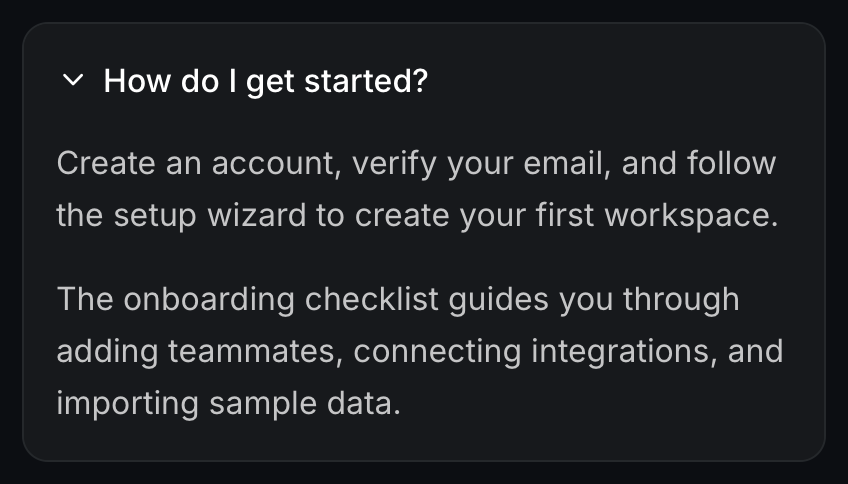 How do I get started?
Create an account, verify your email, and follow
the setup wizard to create your first workspace.
The onboarding checklist guides you through
adding teammates, connecting integrations, and
importing sample data.